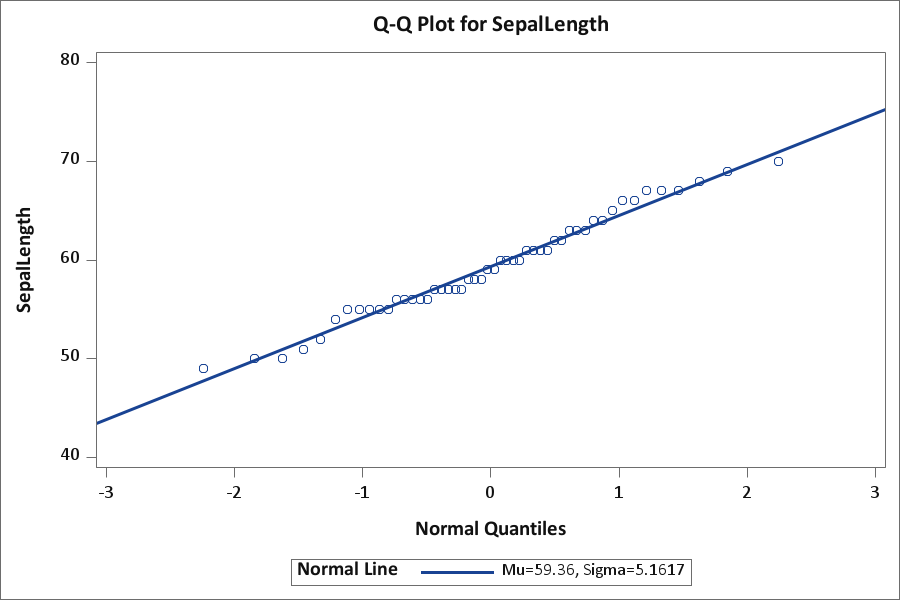 Q-Q Plot for SepalLength
80
70
60
50
40
SepalLength
-3 -2 -1 0 1 2 3
Normal Quantiles
Normal Line Mu=59.36, Sigma=5.1617